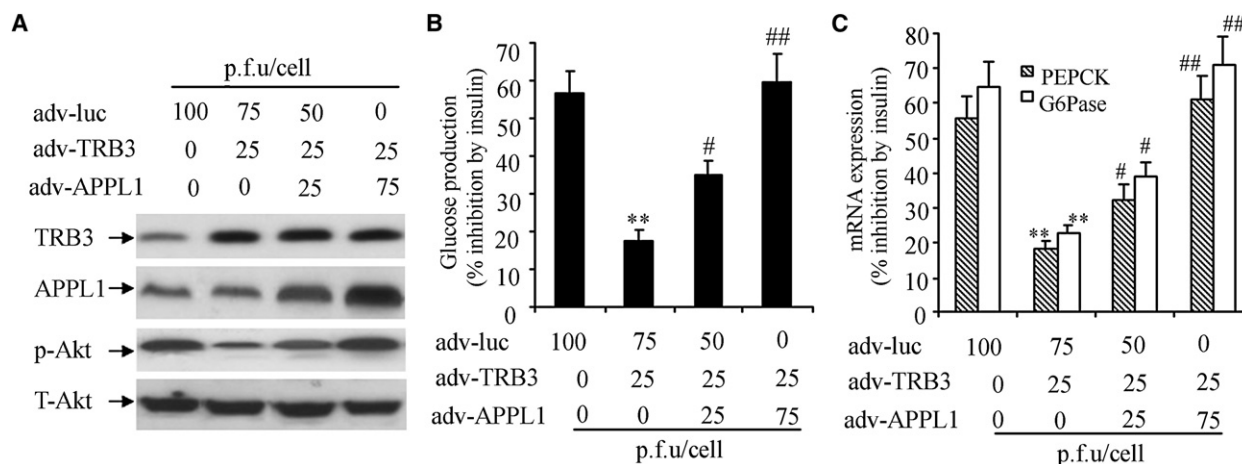 A
p.f.u/cell
adv-luc 100 75 50 0
adv-TRB3 0 25 25 25
adv-APPL1 0 0 25 75
TRB3
APPL1
p-Akt
T-Akt
B
Glucose production
(% inhibition by insulin)
70
60
50
40
30
20
10
0
**
#
##
adv-luc 100 75 50 0
adv-TRB3 0 25 25 25
adv-APPL1 0 0 25 75
p.f.u/cell
C
mRNA expression
(% inhibition by insulin)
80
70
60
50
40
30
20
10
0
PEPCK
G6Pase
** **
# #
## ##
adv-luc 100 75 50 0
adv-TRB3 0 25 25 25
adv-APPL1 0 0 25 75
p.f.u/cell